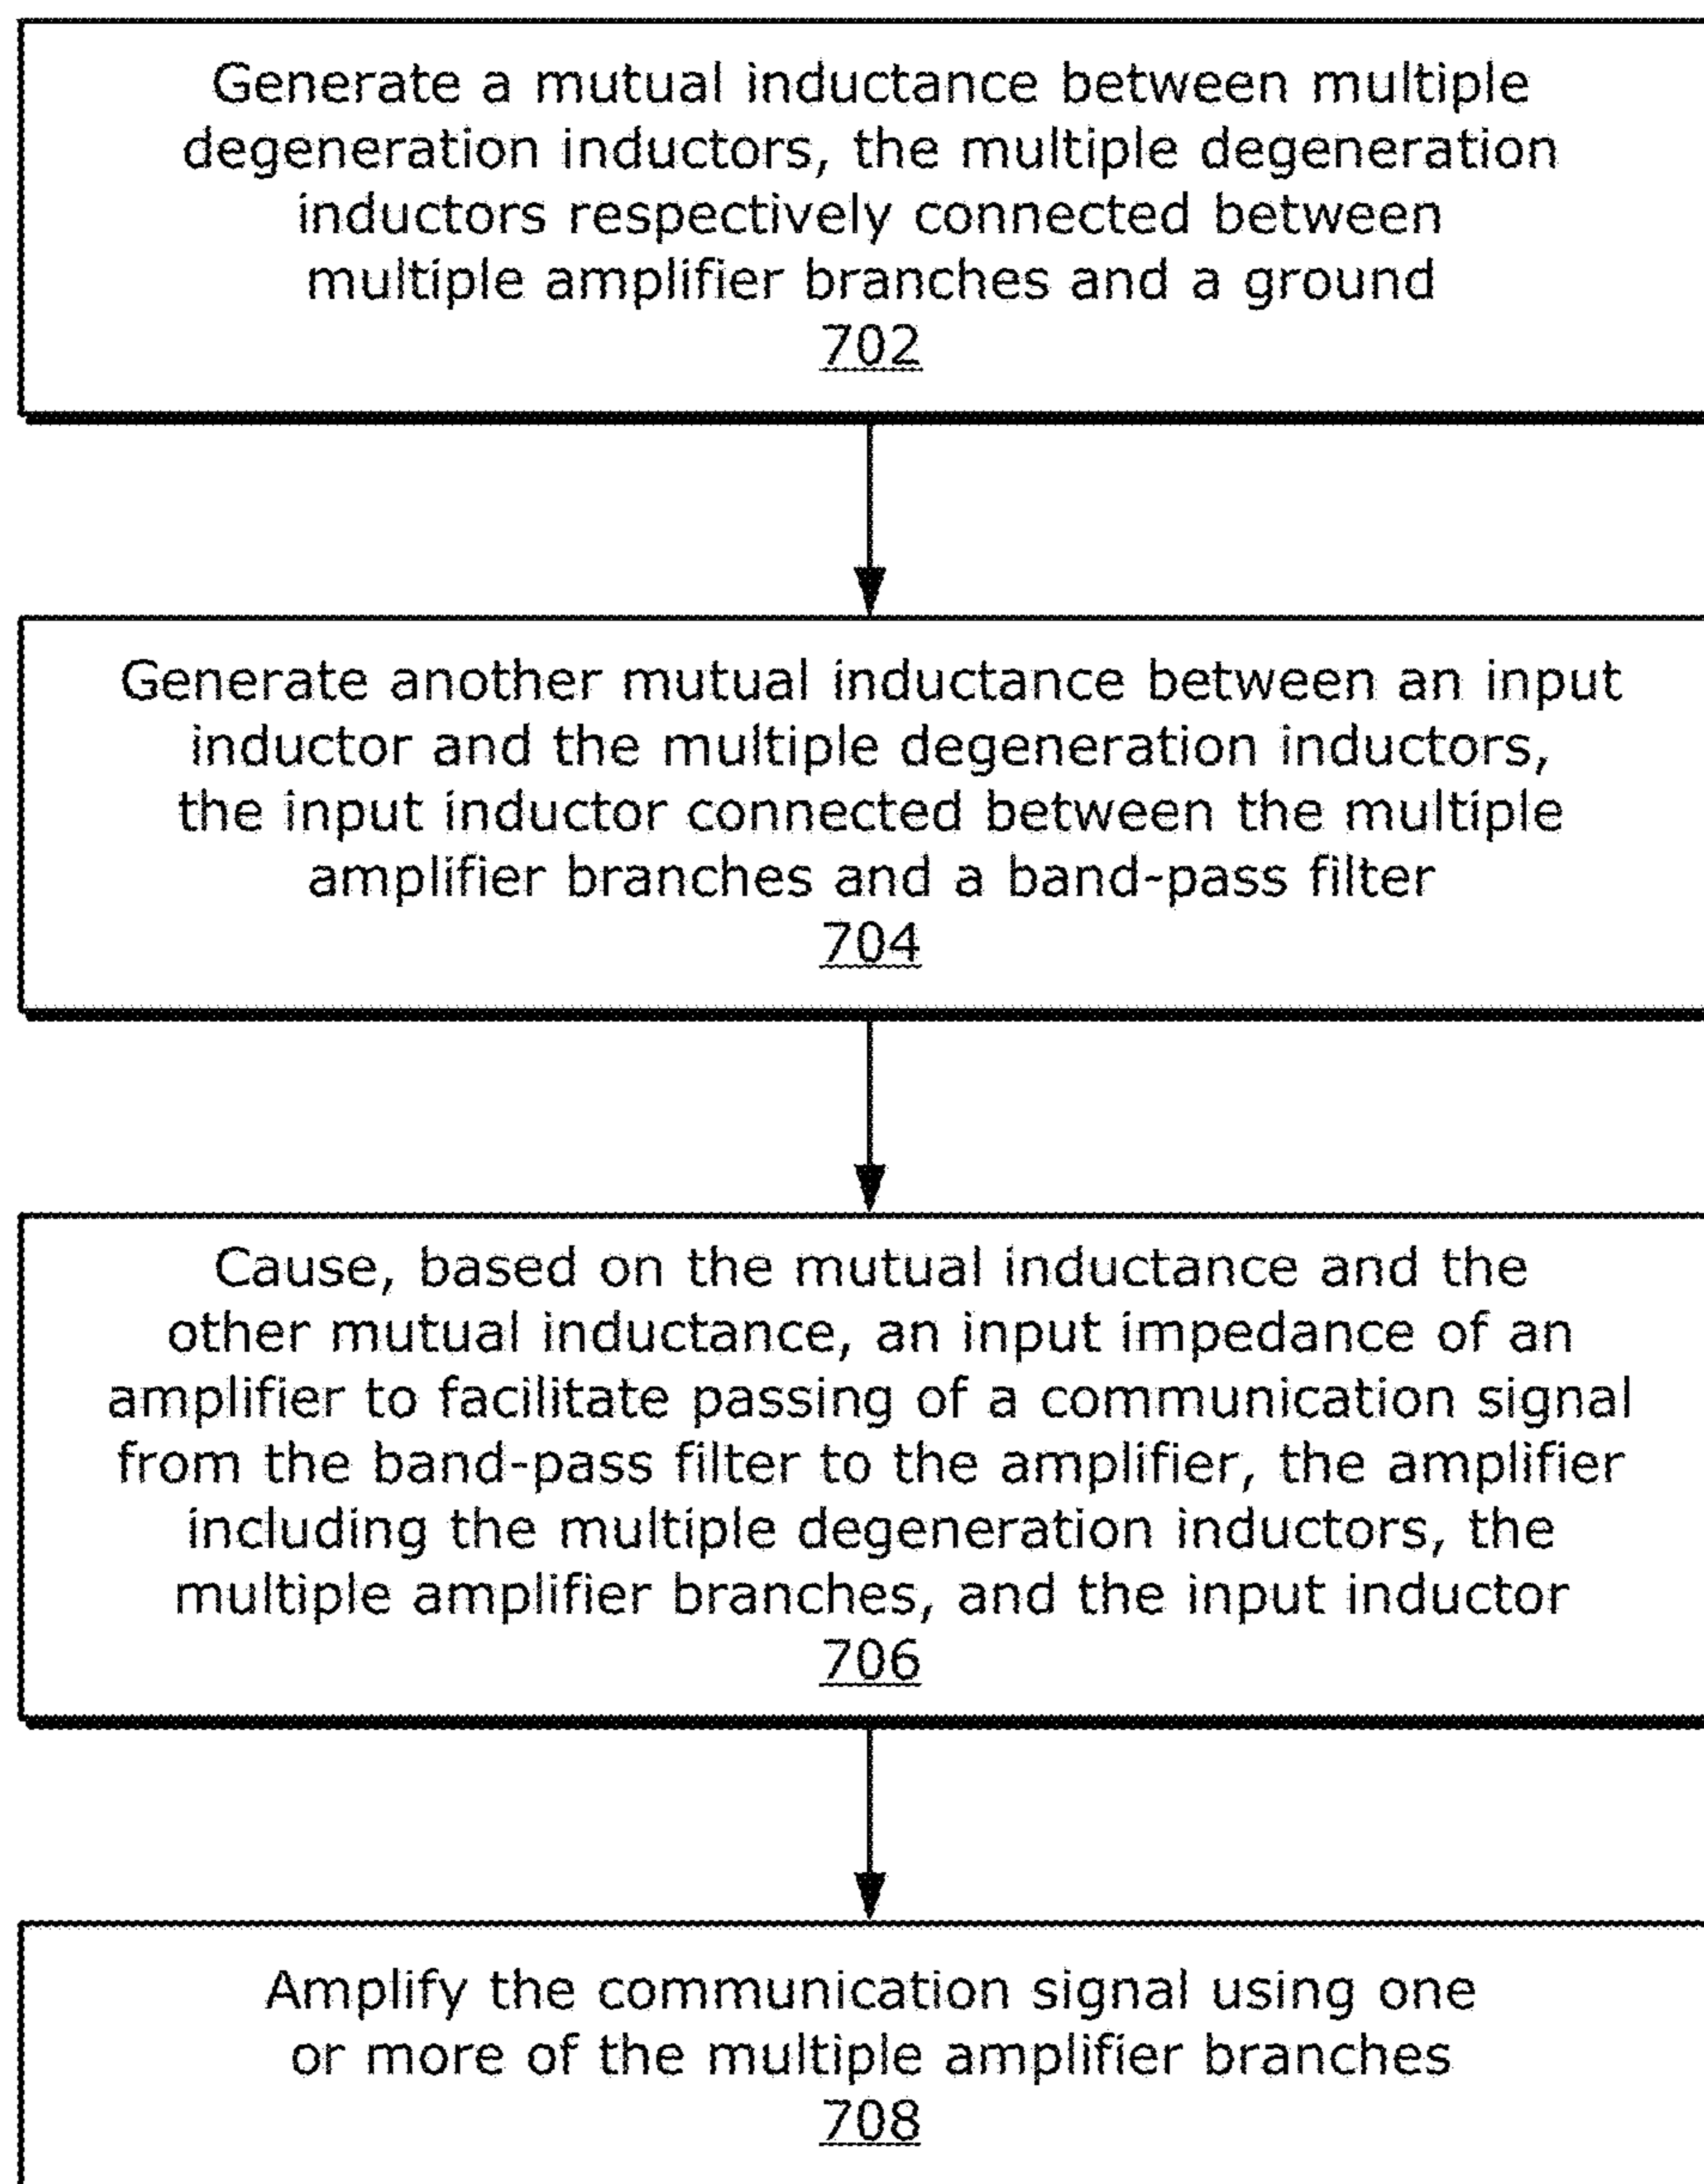 Generate a mutual inductance between multiple
degeneration inductors, the multiple degeneration
inductors respectively connected between
multiple amplifier branches and a ground
702
Generate another mutual inductance between an input
inductor and the multiple degeneration inductors,
the input inductor connected between the multiple
amplifier branches and a band-pass filter
704
Cause, based on the mutual inductance and the
other mutual inductance, an input impedance of an
amplifier to facilitate passing of a communication signal
from the band-pass filter to the amplifier, the amplifier
including the multiple degeneration inductors, the
multiple amplifier branches, and the input inductor
706
Amplify the communication signal using one
or more of the multiple amplifier branches
708